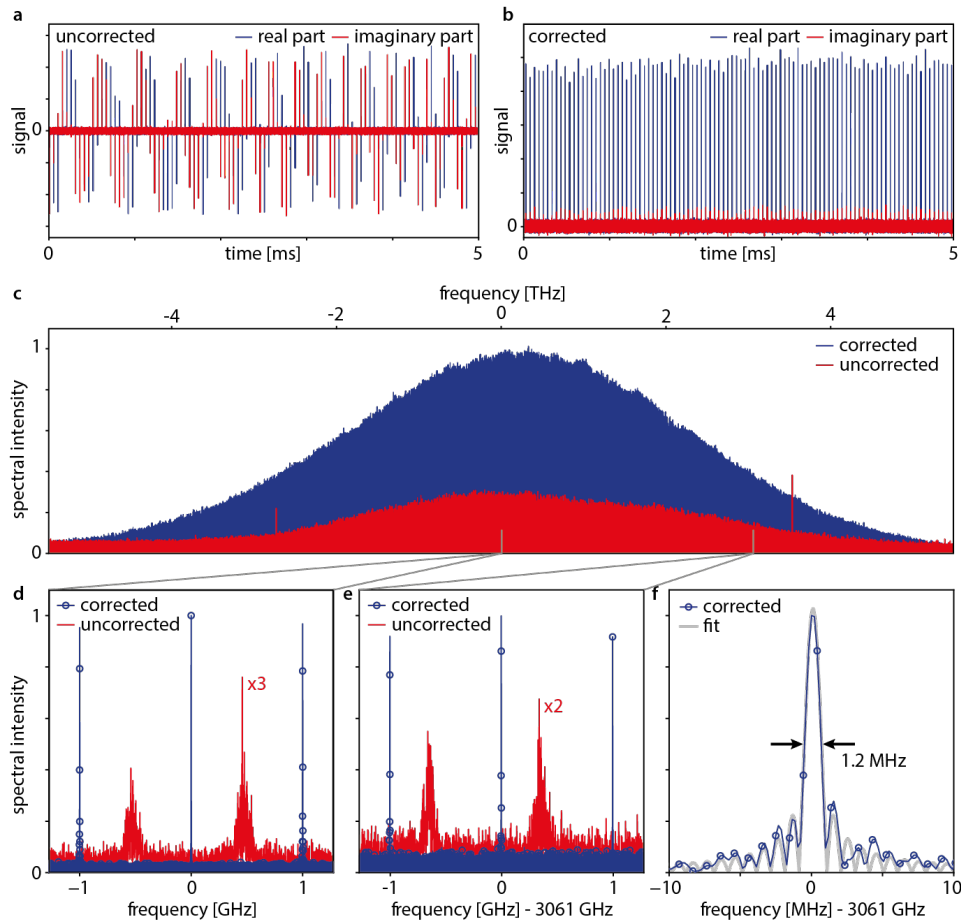 a
uncorrected
real part
imaginary part
signal
0
0
5
time [ms]
b
corrected
real part
imaginary part
signal
0
0
5
time [ms]
c
frequency [THz]
-4
-2
0
2
4
corrected
uncorrected
spectral intensity
1
0
d
corrected
uncorrected
x3
spectral intensity
1
0
−1
0
1
frequency [GHz]
e
corrected
uncorrected
x2
−1
0
1
frequency [GHz] - 3061 GHz
f
corrected
fit
1.2 MHz
−10
0
10
frequency [MHz] - 3061 GHz